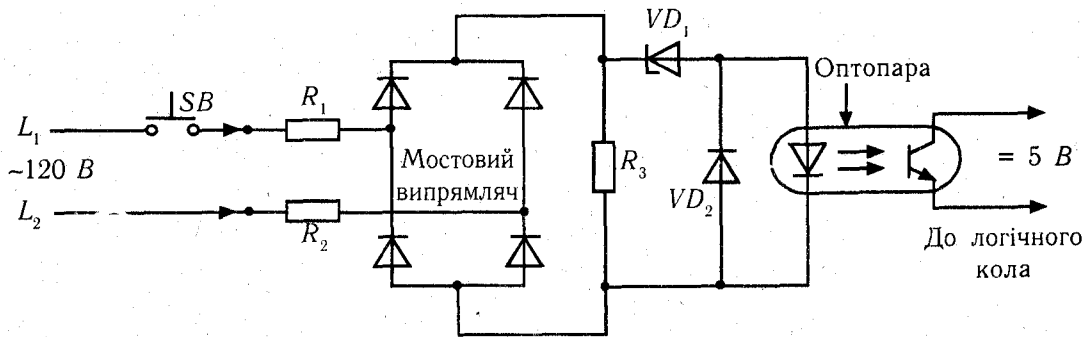 VD₁
Оптопара
SB
R₁
L₁
~120 В
Мостовий
випрямляч
R₃
= 5 В
VD₂
L₂
R₂
До логічного
кола